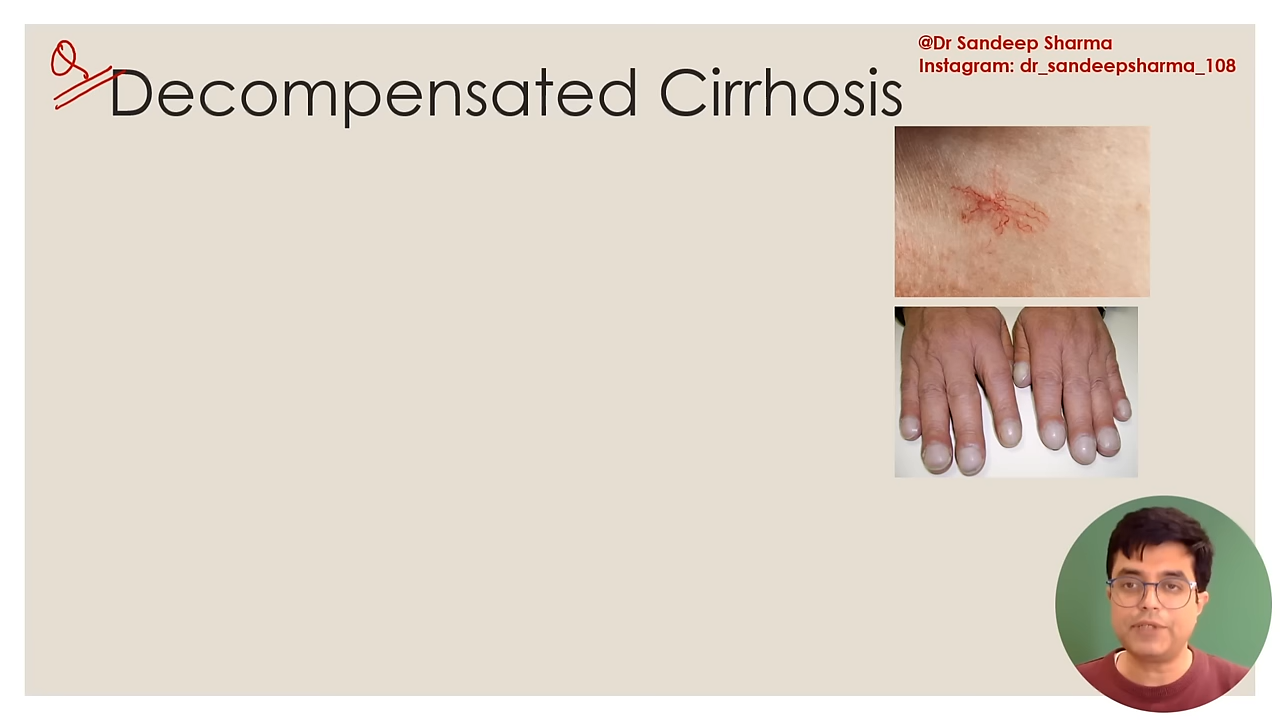 Decompensated Cirrhosis
@Dr Sandeep Sharma
Instagram: dr_sandeepsharma_108